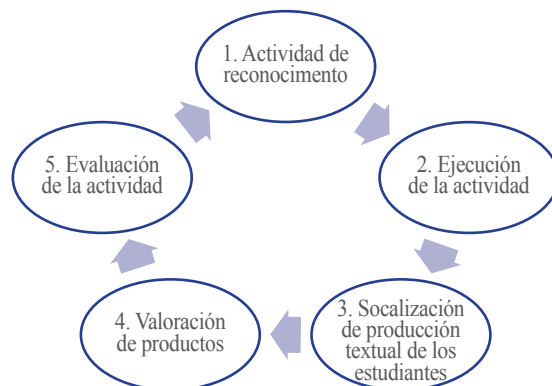 1. Actividad de
reconocimento
2. Ejecución
de la actividad
3. Socalización
de producción
textual de los
estudiantes
4. Valoración
de productos
5. Evaluación
de la actividad